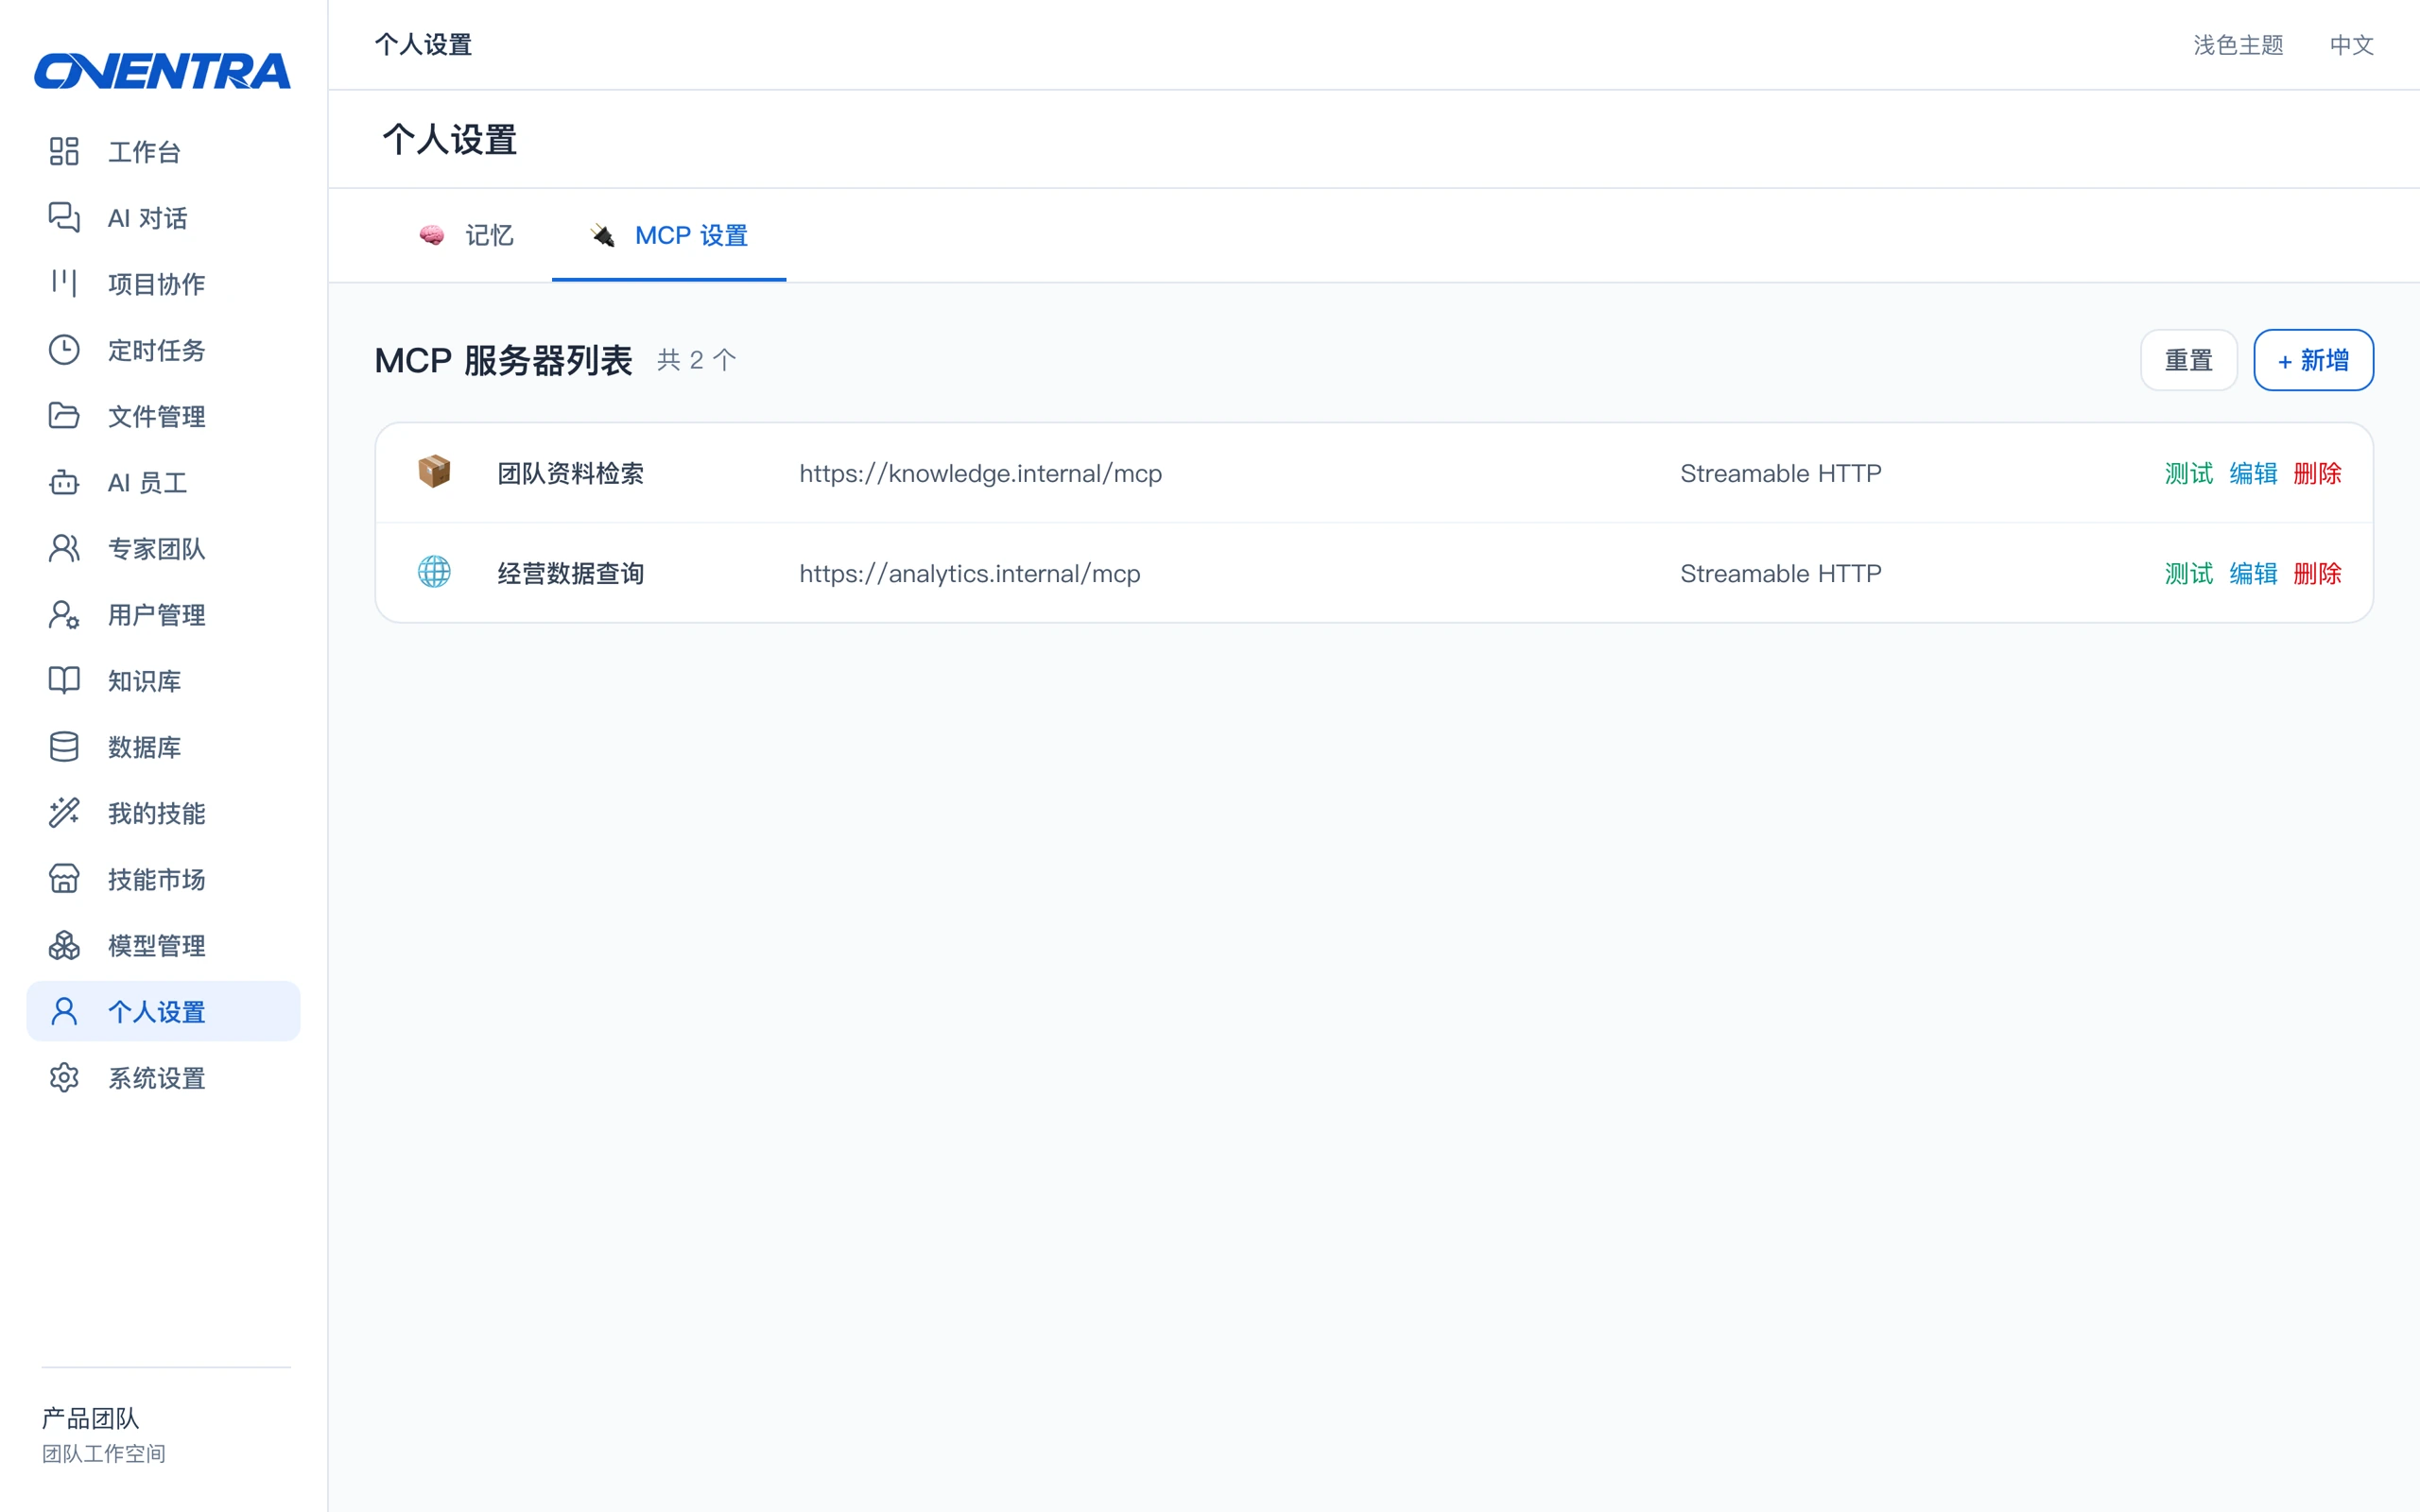 ONENTRA
工作台
AI 对话
项目协作
定时任务
文件管理
AI 员工
专家团队
用户管理
知识库
数据库
我的技能
技能市场
模型管理
个人设置
系统设置
产品团队
团队工作空间
个人设置
浅色主题
中文
个人设置
记忆
MCP 设置
MCP 服务器列表 共 2 个
重置
+ 新增
团队资料检索 https://knowledge.internal/mcp Streamable HTTP 测试 编辑 删除
经营数据查询 https://analytics.internal/mcp Streamable HTTP 测试 编辑 删除